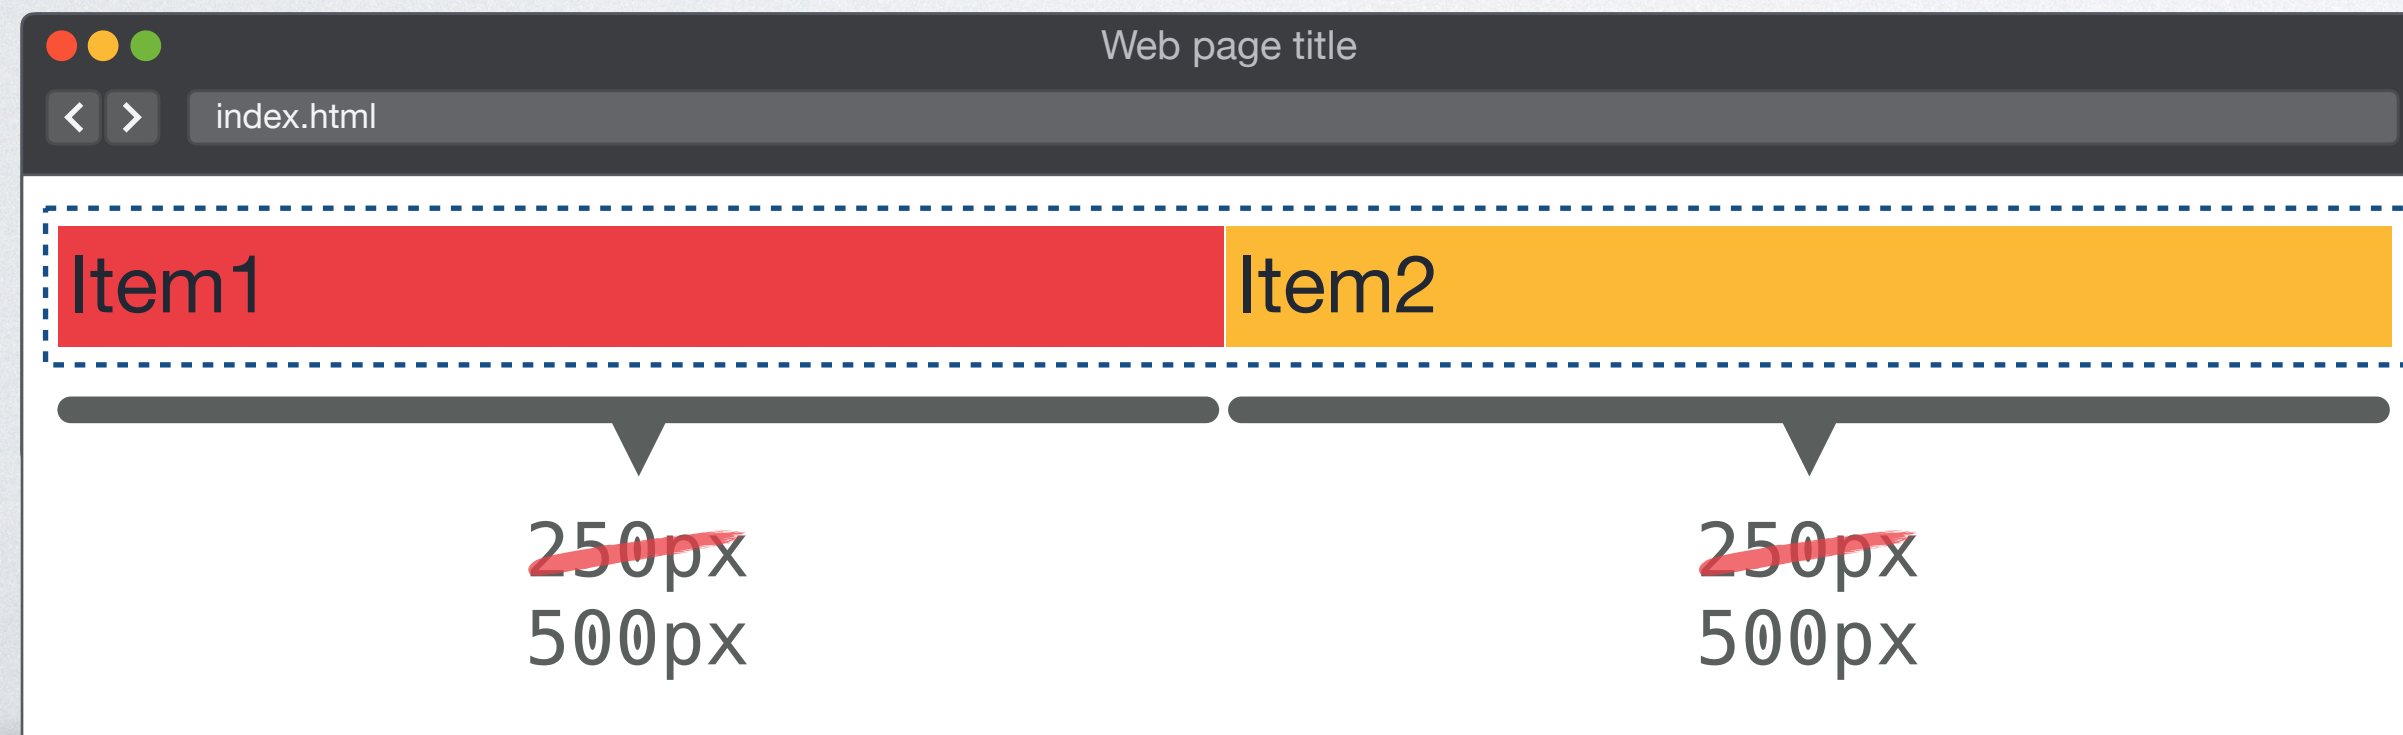 Web page title
index.html
Item1 Item2
250px 250px
500px 500px